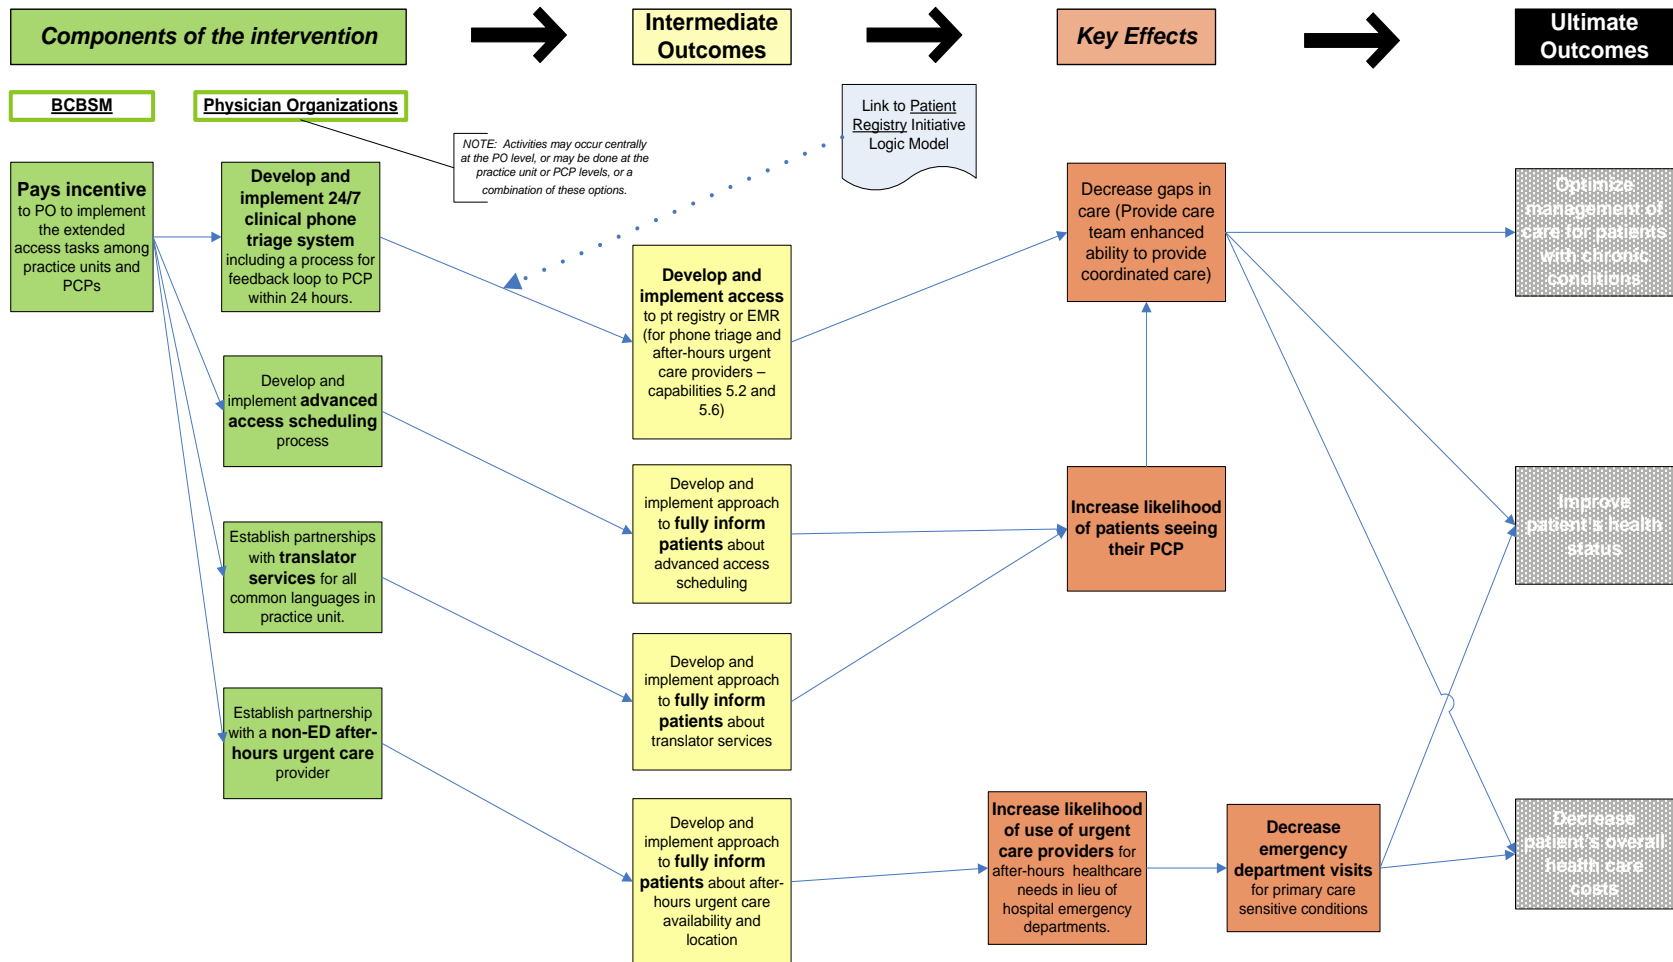 Components of the intervention
Intermediate
Outcomes
Key Effects
Ultimate
Outcomes
BCBSM
Physician Organizations
NOTE: Activities may occur centrally
at the PO level, or may be done at the
practice unit or PCP levels, or a
combination of these options.
Link to Patient
Registry Initiative
Logic Model
Pays incentive
to PO to implement
the extended
access tasks among
practice units and
PCPs
Develop and
implement 24/7
clinical phone
triage system
including a process for
feedback loop to PCP
within 24 hours.
Develop and
implement advanced
access scheduling
process
Establish partnerships
with translator
services for all
common languages in
practice unit.
Establish partnership
with a non-ED after-
hours urgent care
provider
Develop and
implement access
to pt registry or EMR
(for phone triage and
after-hours urgent
care providers –
capabilities 5.2 and
5.6)
Develop and
implement approach
to fully inform
patients about
advanced access
scheduling
Develop and
implement approach
to fully inform
patients about
translator services
Develop and
implement approach
to fully inform
patients about after-
hours urgent care
availability and
location
Decrease gaps in
care (Provide care
team enhanced
ability to provide
coordinated care)
Increase likelihood
of patients seeing
their PCP
Increase likelihood
of use of urgent
care providers for
after-hours healthcare
needs in lieu of
hospital emergency
departments.
Decrease
emergency
department visits
for primary care
sensitive conditions
Optimize
management of
care for patients
with chronic
conditions
Improve
patient's health
status
Decrease
patient's overall
health care
costs